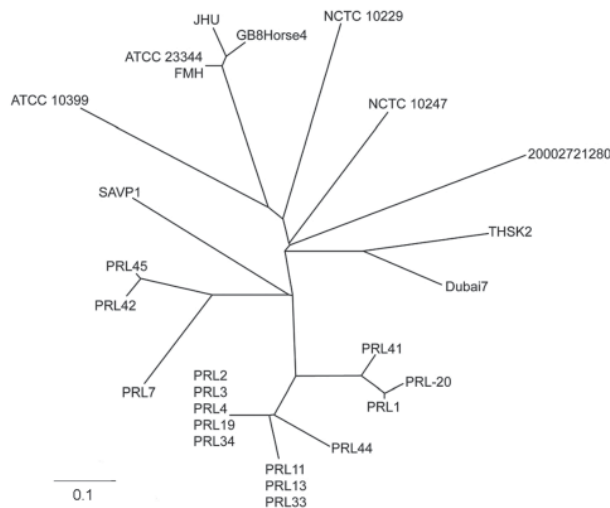 JHU
NCTC 10229
GB8Horse4
ATCC 23344
FMH
ATCC 10399
NCTC 10247
20002721280
SAVP1
THSK2
PRL45
Dubai7
PRL42
PRL41
PRL7
PRL2
PRL-20
PRL3
PRL1
PRL4
PRL19
PRL34
PRL44
PRL11
PRL13
PRL33
0.1